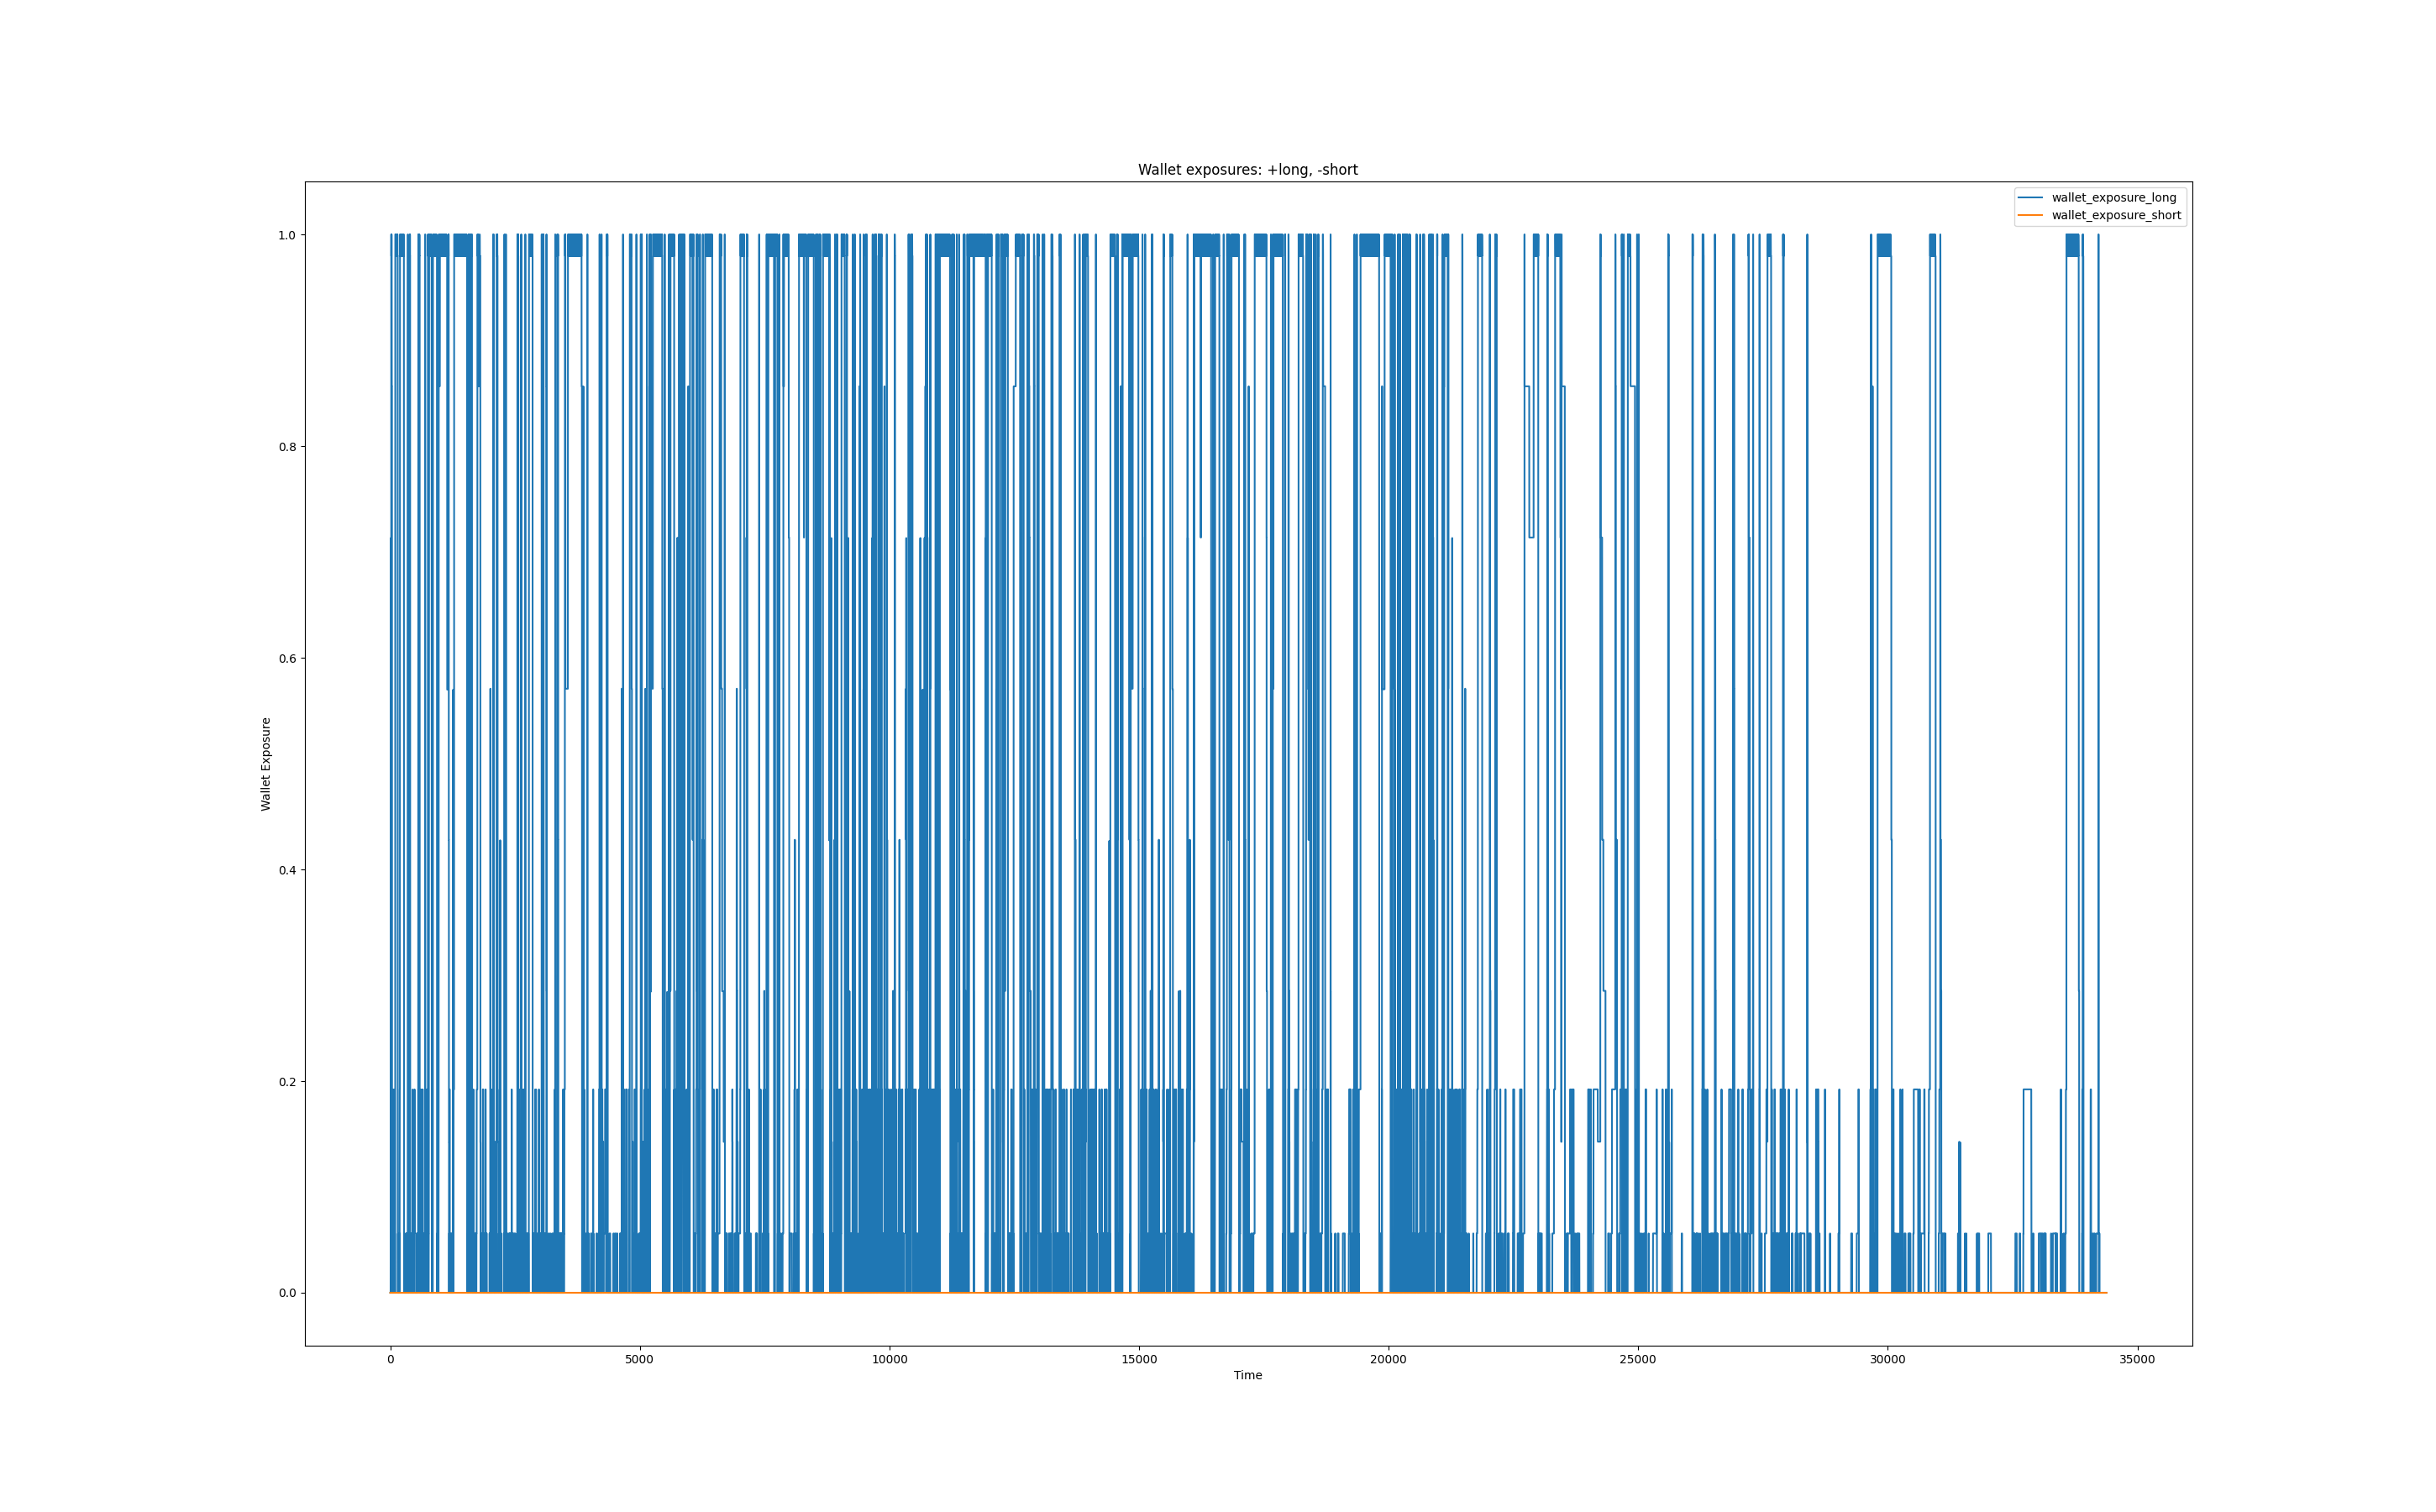 Wallet exposures: +long, -short
wallet_exposure_long
wallet_exposure_short
1.0
0.8
0.6
0.4
0.2
0.0
Wallet Exposure
0 5000 10000 15000 20000 25000 30000 35000
Time